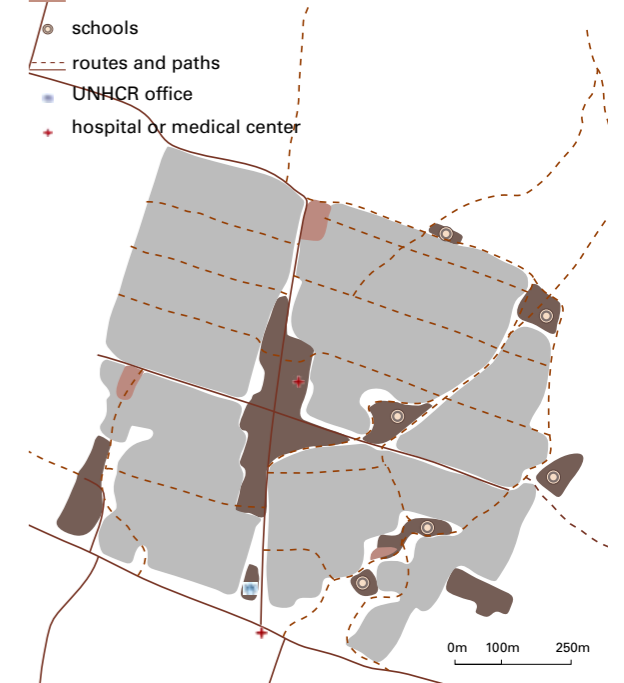 schools
routes and paths
UNHCR office
hospital or medical center
0m 100m 250m